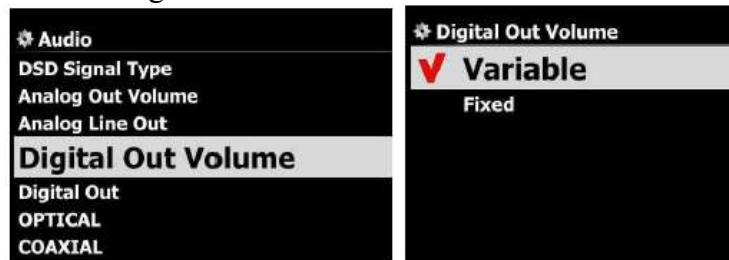 Audio
DSD Signal Type
Analog Out Volume
Analog Line Out
Digital Out Volume
Digital Out
OPTICAL
COAXIAL
Digital Out Volume
Variable
Fixed